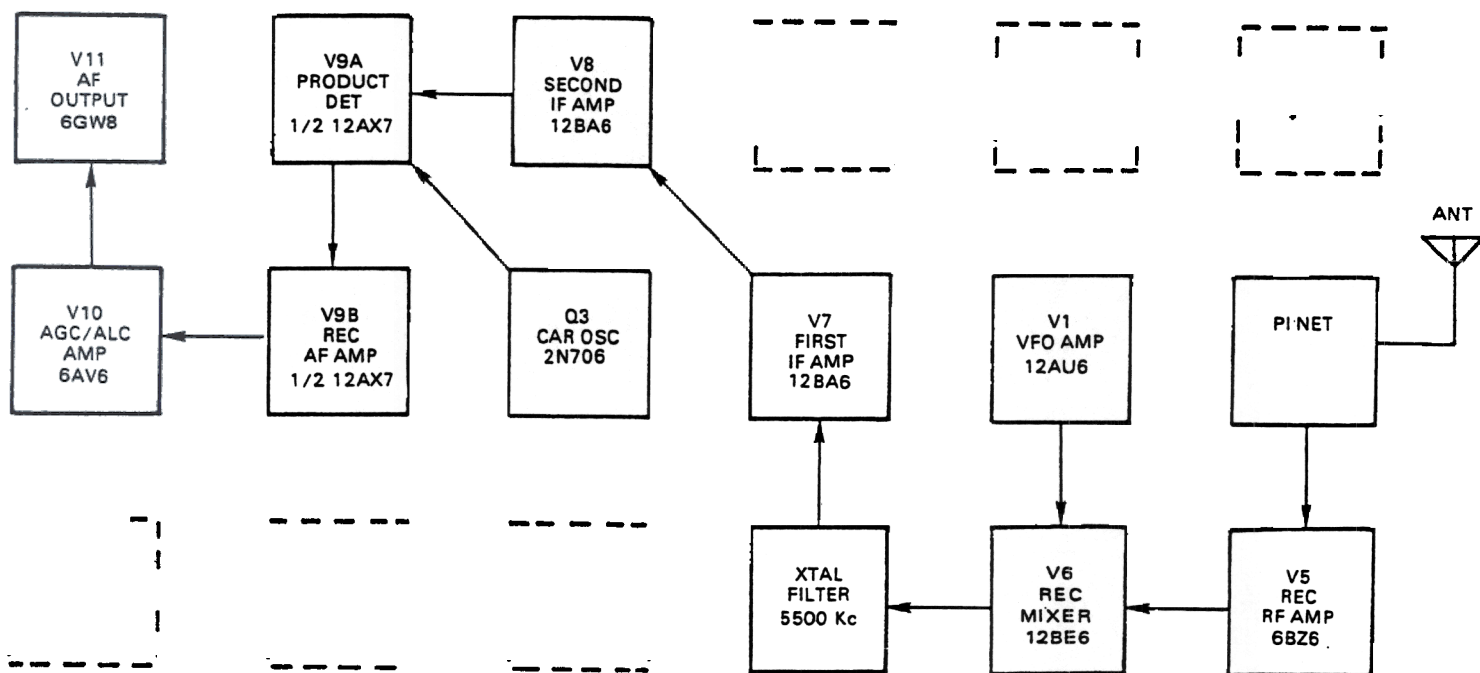 V11
AF
OUTPUT
6GW8
V9A
PRODUCT
DET
1/2 12AX7
V8
SECOND
IF AMP
12BA6
ANT
V10
AGC/ALC
AMP
6AV6
V9B
REC
AF AMP
1/2 12AX7
Q3
CAR OSC
2N706
V7
FIRST
IF AMP
12BA6
V1
VFO AMP
12AU6
PI NET
XTAL
FILTER
5500 Kc
V6
REC
MIXER
12BE6
V5
REC
RF AMP
6BZ6